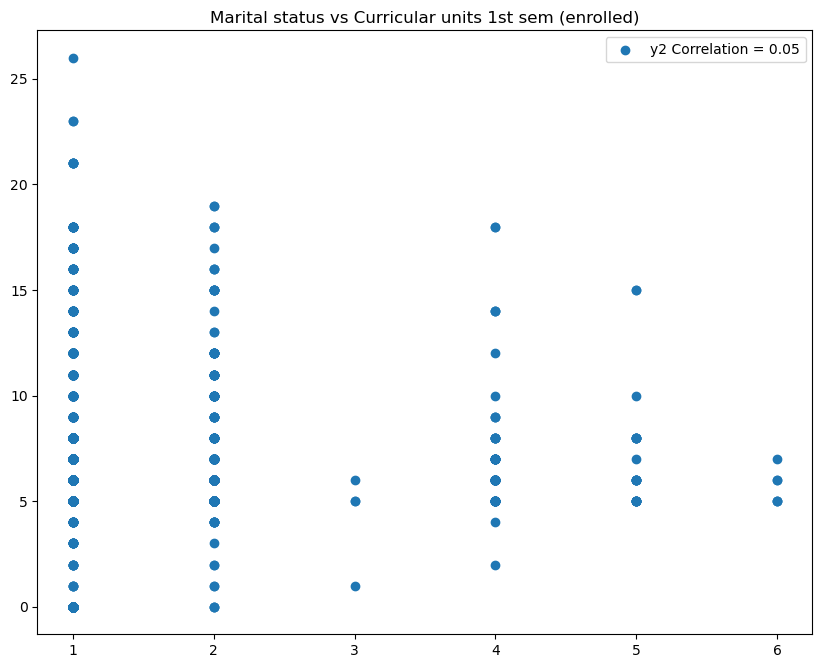 Marital status vs Curricular units 1st sem (enrolled)
y2 Correlation = 0.05
25
20
15
10
5
0
1 2 3 4 5 6